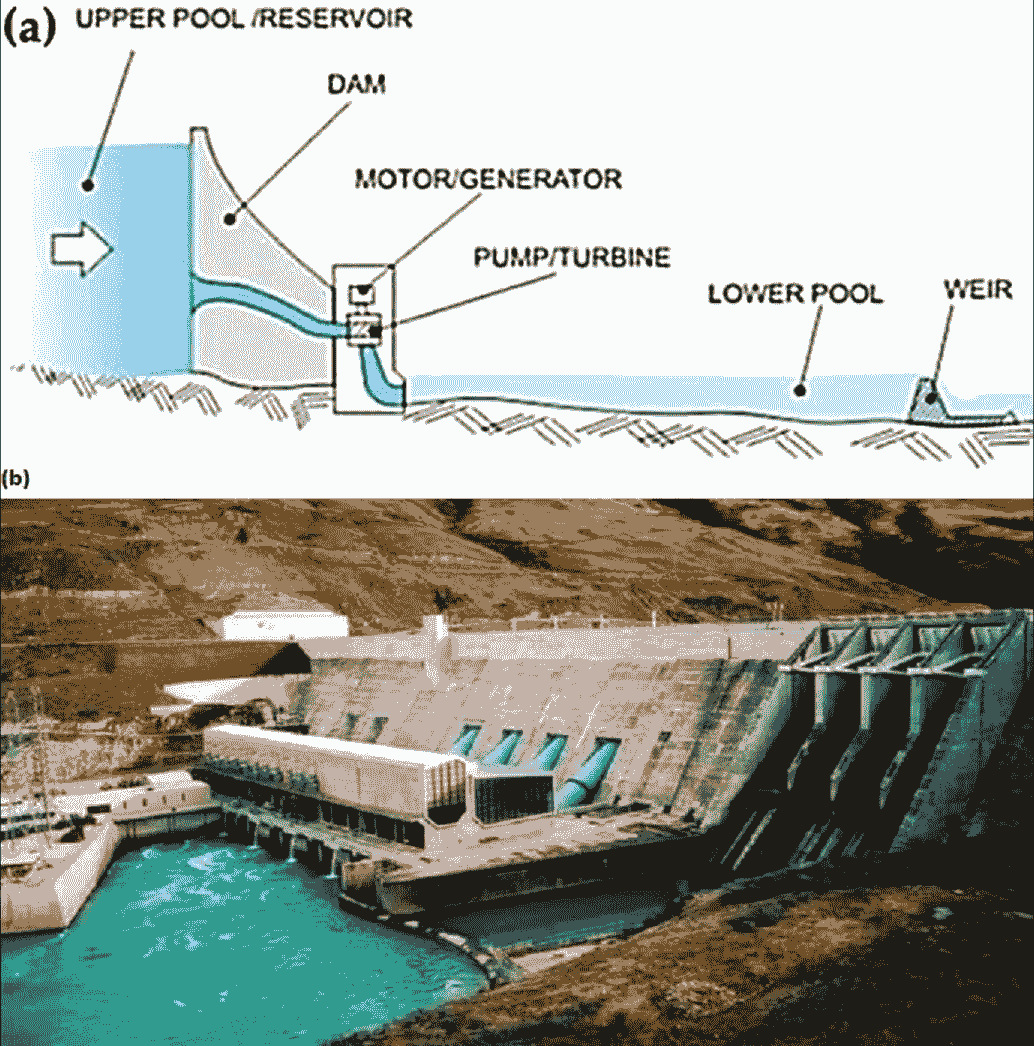 (a)
UPPER POOL /RESERVOIR
DAM
MOTOR/GENERATOR
PUMP/TURBINE
LOWER POOL
WEIR
(b)